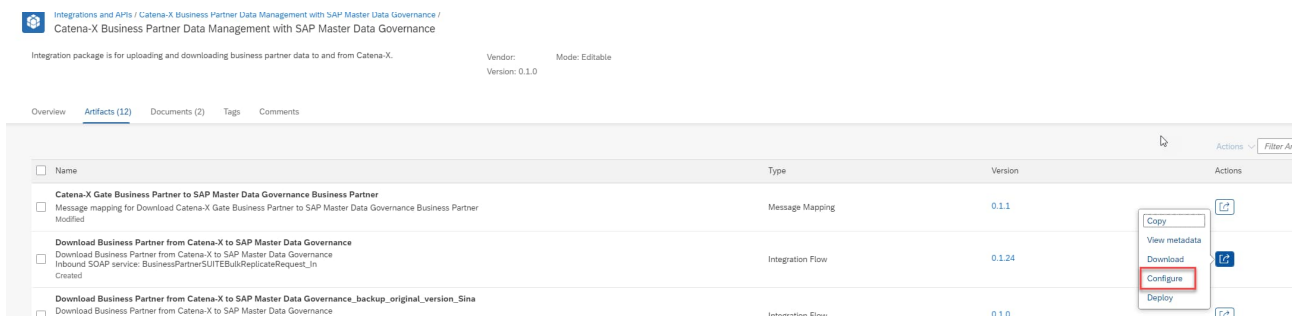 Integrations and APIs / Catena-X Business Partner Data Management with SAP Master Data Governance /
Catena-X Business Partner Data Management with SAP Master Data Governance
Integration package is for uploading and downloading business partner data to and from Catena-X.
Vendor: Mode: Editable
Version: 0.1.0
Overview Artifacts (12) Documents (2) Tags Comments
Actions Filter Ar
Name Type Version Actions
Catena-X Gate Business Partner to SAP Master Data Governance Business Partner
Message mapping for Download Catena-X Gate Business Partner to SAP Master Data Governance Business Partner
Modified
Message Mapping
0.1.1
Download Business Partner from Catena-X to SAP Master Data Governance
Download Business Partner from Catena-X to SAP Master Data Governance
Inbound SOAP service: BusinessPartnerSUITEBulkReplicateRequest_In
Created
Integration Flow
0.1.24
Copy
View metadata
Download
Configure
Deploy
Download Business Partner from Catena-X to SAP Master Data Governance_backup_original_version_Sina
Download Business Partner from Catena-X to SAP Master Data Governance
Integration Flow
0.1.0